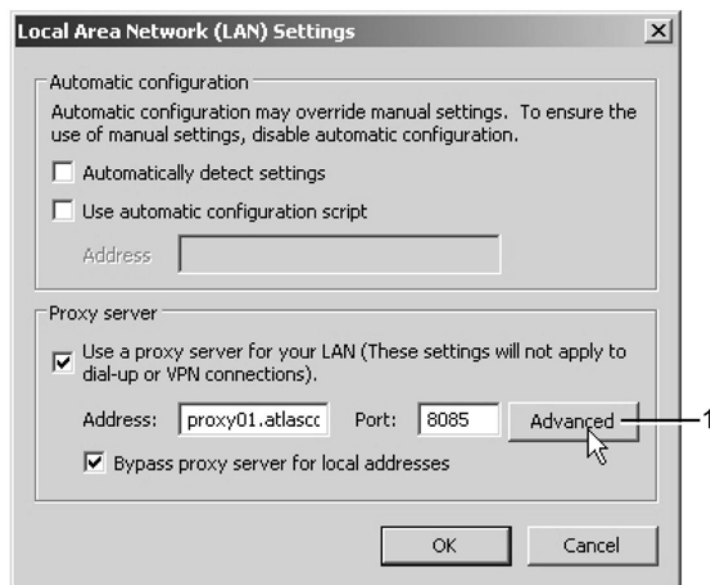 Local Area Network (LAN) Settings
Automatic configuration
Automatic configuration may override manual settings. To ensure the
use of manual settings, disable automatic configuration.
Automatically detect settings
Use automatic configuration script
Address
Proxy server
Use a proxy server for your LAN (These settings will not apply to
dial-up or VPN connections).
Address: proxy01.atlascc Port: 8085 Advanced 1
Bypass proxy server for local addresses
OK Cancel